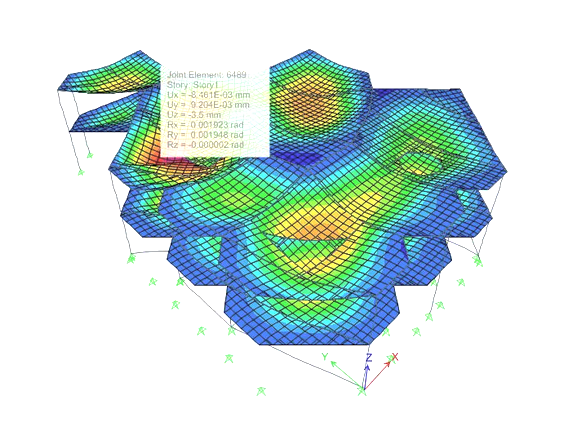 Joint Element: 6489
Story: Story1
Ux = -8.461E-03 mm
Uy = 9.204E-03 mm
Uz = -3.5 mm
Rx = 0.001923 rad
Ry = 0.001948 rad
Rz = -0.000002 rad
Y Z X